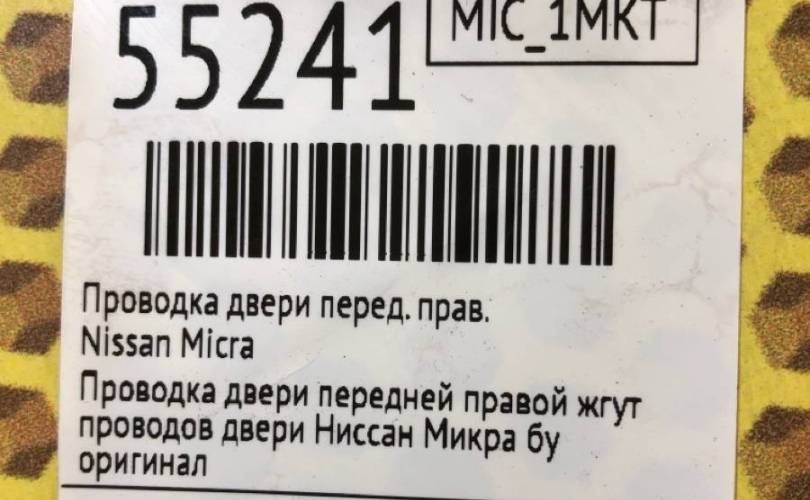 55241
MIC_1MKT
Проводка двери перед. прав.
Nissan Micra
Проводка двери передней правой жгут
проводов двери Ниссан Микра бу
оригинал